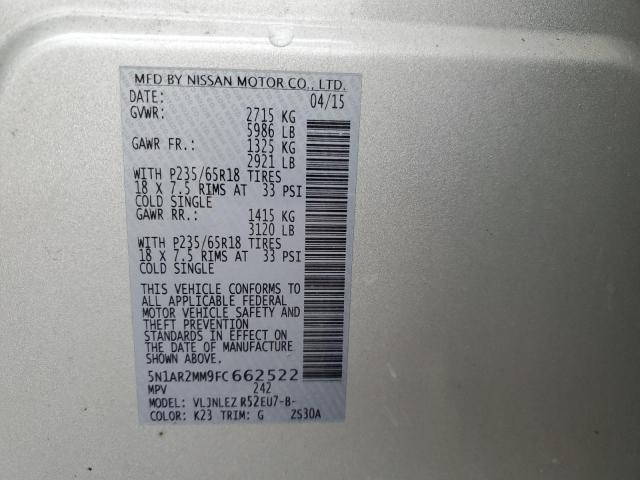 MFD BY NISSAN MOTOR CO., LTD.
DATE: 04/15
GVWR: 2715 KG
5986 LB
GAWR FR.: 1325 KG
2921 LB
WITH P235/65R18 TIRES
18 X 7.5 RIMS AT 33 PSI
COLD SINGLE
GAWR RR.: 1415 KG
3120 LB
WITH P235/65R18 TIRES
18 X 7.5 RIMS AT 33 PSI
COLD SINGLE
THIS VEHICLE CONFORMS TO
ALL APPLICABLE FEDERAL
MOTOR VEHICLE SAFETY AND
THEFT PREVENTION
STANDARDS IN EFFECT ON
THE DATE OF MANUFACTURE
SHOWN ABOVE.
5N1AR2MM9FC662522
MPV 242
MODEL: VLJNLEZ R52EU7-B-
COLOR: K23 TRIM: G ZS30A